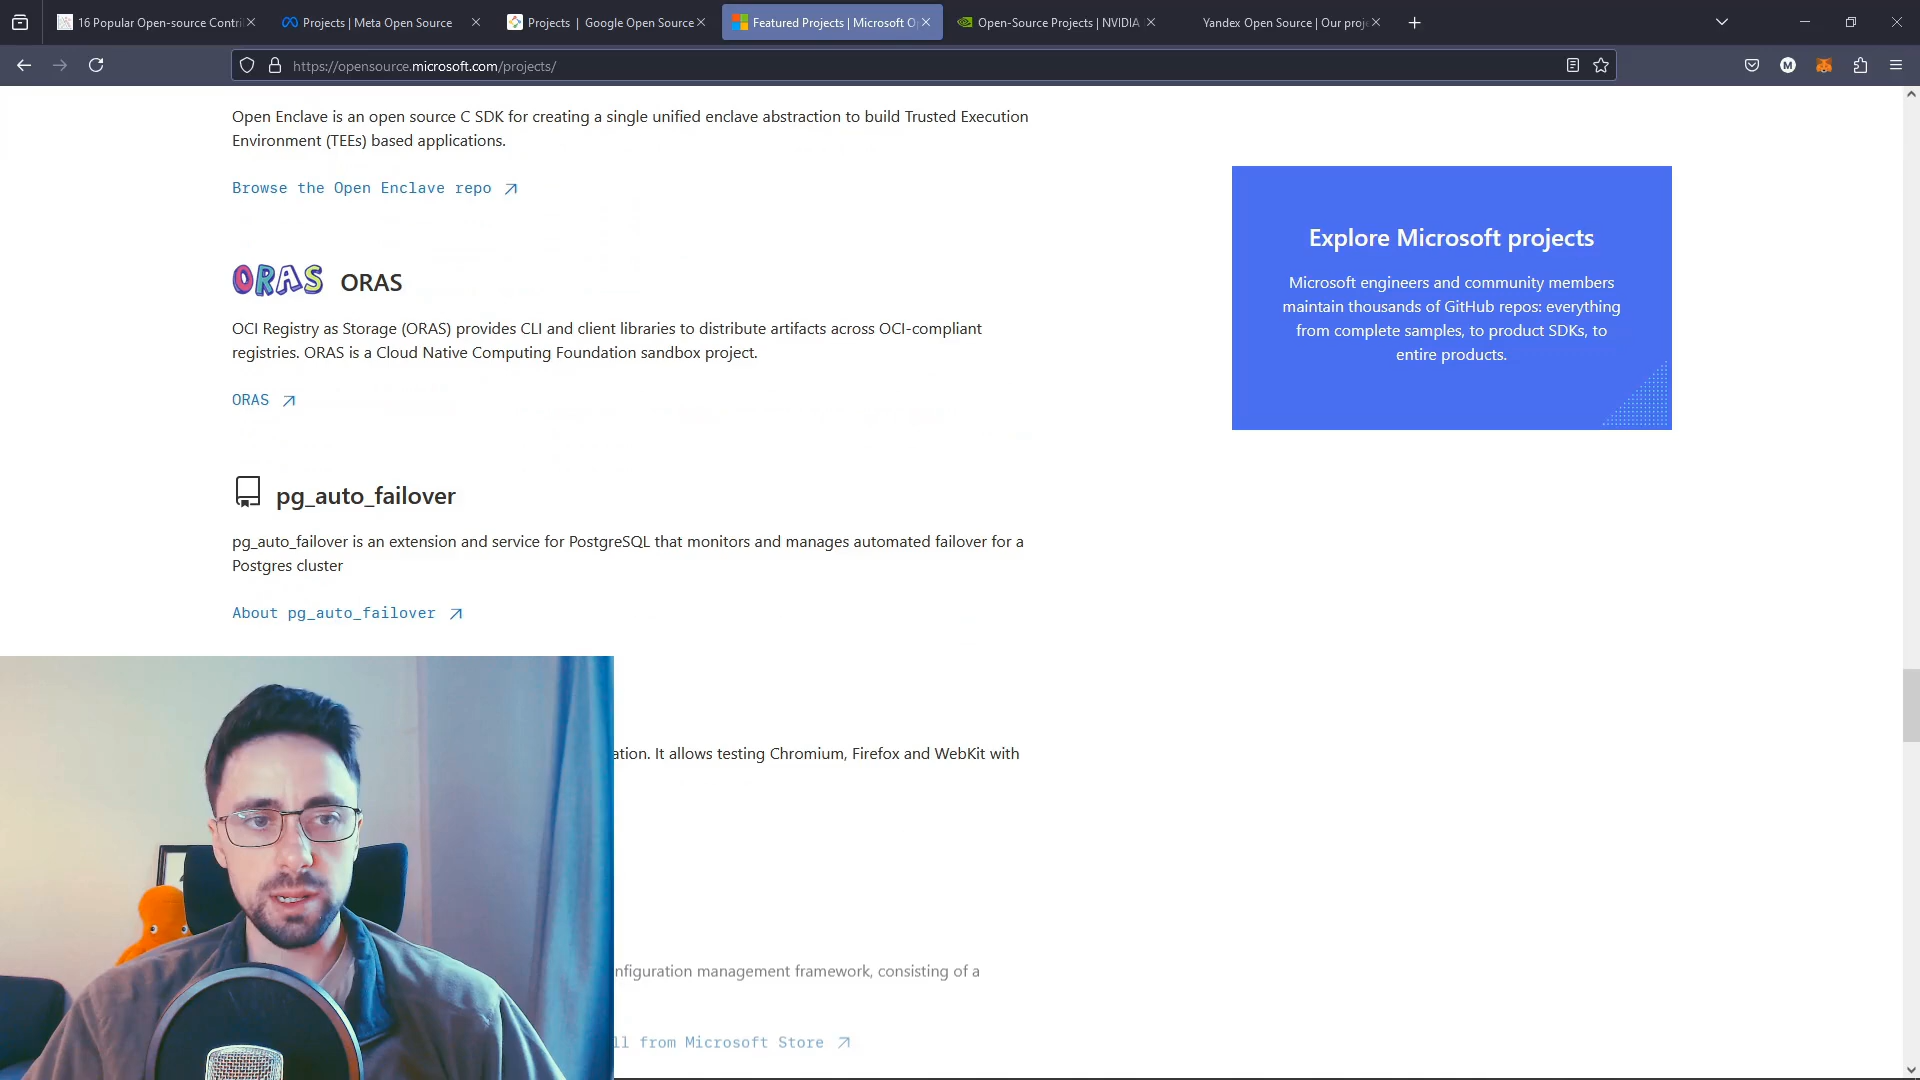 16 Popular Open-source Contri
Projects | Meta Open Source
Projects | Google Open Source
Featured Projects | Microsoft O
Open-Source Projects | NVIDIA
Yandex Open Source | Our proj
https://opensource.microsoft.com/projects/
M
Open Enclave is an open source C SDK for creating a single unified enclave abstraction to build Trusted Execution
Environment (TEEs) based applications.
Browse the Open Enclave repo
ORAS ORAS
OCI Registry as Storage (ORAS) provides CLI and client libraries to distribute artifacts across OCI-compliant
registries. ORAS is a Cloud Native Computing Foundation sandbox project.
ORAS
pg_auto_failover
pg_auto_failover is an extension and service for PostgreSQL that monitors and manages automated failover for a
Postgres cluster
About pg_auto_failover
ation. It allows testing Chromium, Firefox and WebKit with
nfiguration management framework, consisting of a
ll from Microsoft Store
Explore Microsoft projects
Microsoft engineers and community members
maintain thousands of GitHub repos: everything
from complete samples, to product SDKs, to
entire products.